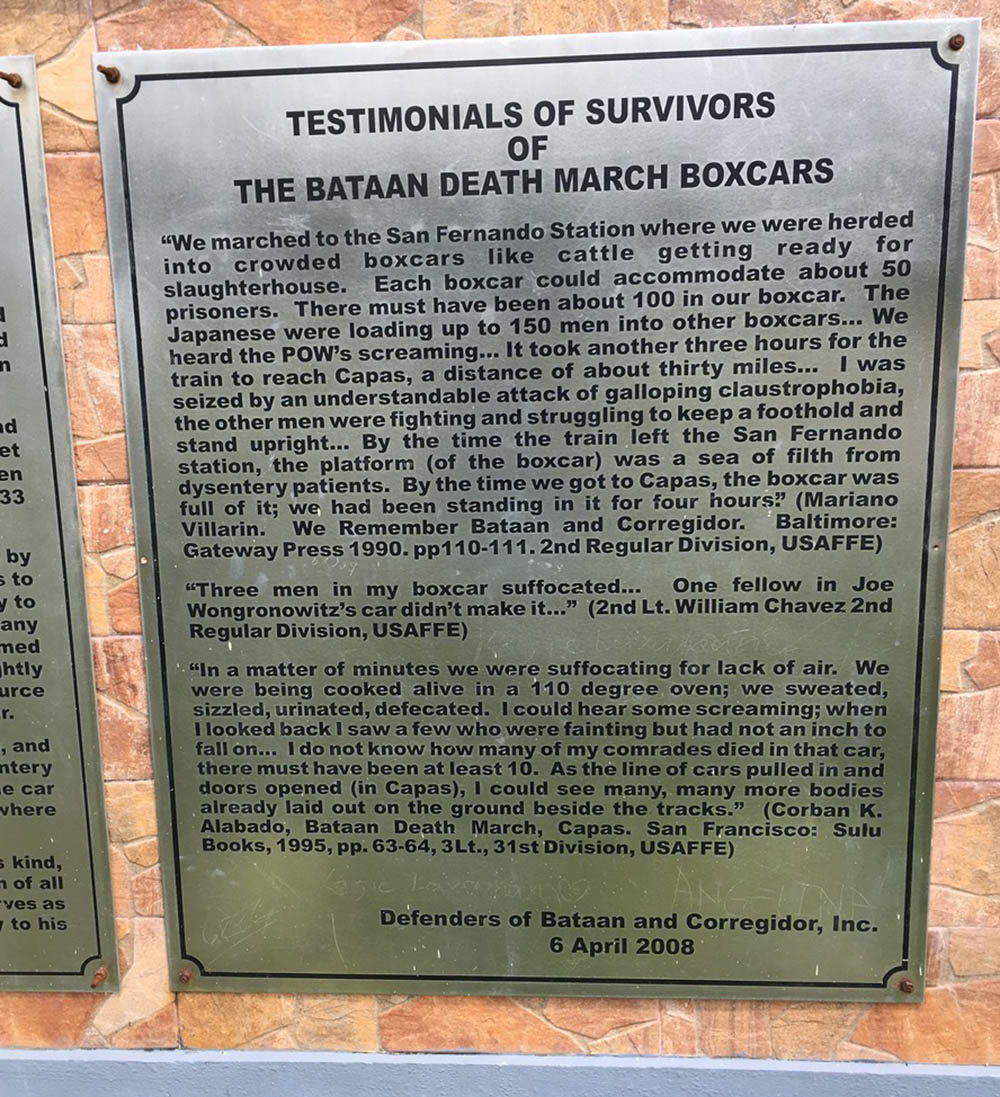 TESTIMONIALS OF SURVIVORS
OF
THE BATAAN DEATH MARCH BOXCARS
“We marched to the San Fernando Station where we were herded
into crowded boxcars like cattle getting ready for
slaughterhouse. Each boxcar could accommodate about 50
prisoners. There must have been about 100 in our boxcar. The
Japanese were loading up to 150 men into other boxcars... We
heard the POW’s screaming... It took another three hours for the
train to reach Capas, a distance of about thirty miles... I was
seized by an understandable attack of galloping claustrophobia,
the other men were fighting and struggling to keep a foothold and
stand upright... By the time the train left the San Fernando
station, the platform (of the boxcar) was a sea of filth from
dysentery patients. By the time we got to Capas, the boxcar was
full of it; we had been standing in it for four hours.” (Mariano
Villarin. We Remember Bataan and Corregidor. Baltimore:
Gateway Press 1990. pp110-111. 2nd Regular Division, USAFFE)
“Three men in my boxcar suffocated... One fellow in Joe
Wongronowitz’s car didn’t make it...” (2nd Lt. William Chavez 2nd
Regular Division, USAFFE)
“In a matter of minutes we were suffocating for lack of air. We
were being cooked alive in a 110 degree oven; we sweated,
sizzled, urinated, defecated. I could hear some screaming; when
I looked back I saw a few who were fainting but had not an inch to
fall on... I do not know how many of my comrades died in that car,
there must have been at least 10. As the line of cars pulled in and
doors opened (in Capas), I could see many, many more bodies
already laid out on the ground beside the tracks.” (Corban K.
Alabado, Bataan Death March, Capas. San Francisco: Sulu
Books, 1995, pp. 63-64, 3Lt., 31st Division, USAFFE)
ANGELINA
Defenders of Bataan and Corregidor, Inc.
6 April 2008
33
by
to
to
any
and
car
where
kind,
of all
as
to his